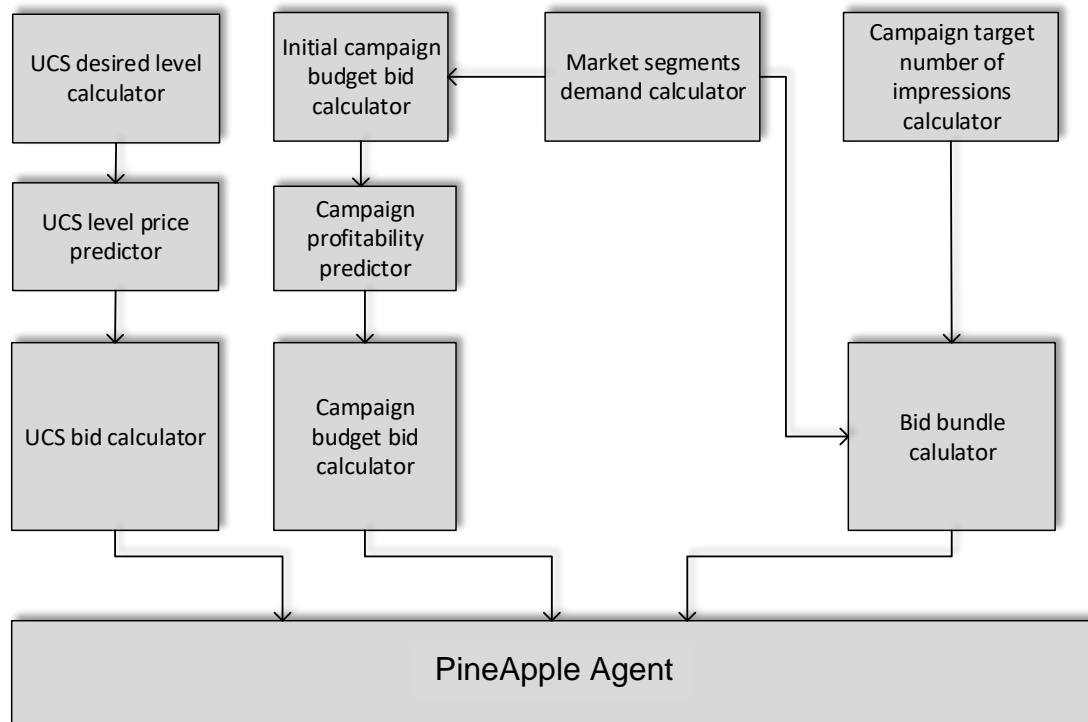 UCS desired level
calculator
Initial campaign
budget bid
calculator
Market segments
demand calculator
Campaign target
number of
impressions
calculator
UCS level price
predictor
Campaign
profitability
predictor
UCS bid calculator
Campaign
budget bid
calculator
Bid bundle
calulator
PineApple Agent